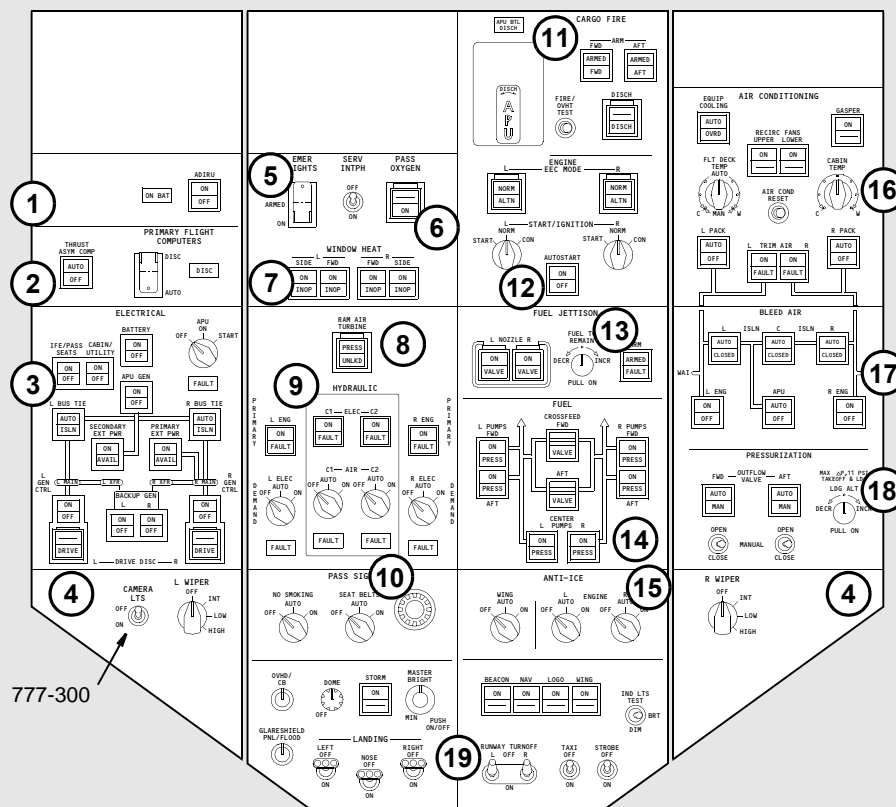 ADIRU
ON BAT
ON
OFF
1
PRIMARY FLIGHT
COMPUTERS
THRUST
ASYM COMP
AUTO
OFF
DISC
AUTO
DISC
2
ELECTRICAL
IFE/PASS
SEATS
ON
OFF
CABIN/
UTILITY
ON
OFF
BATTERY
ON
OFF
APU
OFF
ON
START
FAULT
APU GEN
ON
OFF
3
L BUS TIE
AUTO
ISLN
R BUS TIE
AUTO
ISLN
SECONDARY
EXT PWR
ON
AVAIL
PRIMARY
EXT PWR
ON
AVAIL
L
GEN
CTRL
L MAIN
L XFR
R XFR
R MAIN
R
GEN
CTRL
BACKUP GEN
L R
ON
OFF
ON
OFF
ON
OFF
ON
OFF
DRIVE
DRIVE
L DRIVE DISC R
4
CAMERA
LTS
OFF
ON
L WIPER
OFF
INT
LOW
HIGH
777-300
5
EMER
LIGHTS
ARMED
ON
SERV
INTPH
OFF
ON
PASS
OXYGEN
ON
6
WINDOW HEAT
L
R
SIDE
FWD
FWD
SIDE
ON
INOP
ON
INOP
ON
INOP
ON
INOP
7
RAM AIR
TURBINE
PRESS
UNLKD
8
9
HYDRAULIC
PRIMARY
PRIMARY
L ENG
ON
FAULT
C1 ELEC C2
ON
FAULT
ON
FAULT
R ENG
ON
FAULT
DEMAND
DEMAND
L ELEC
AUTO
OFF
ON
C1 AIR C2
AUTO
OFF
ON
AUTO
OFF
ON
R ELEC
AUTO
OFF
ON
FAULT
FAULT
FAULT
FAULT
10
PASS SIG
NO SMOKING
AUTO
OFF
ON
SEAT BELTS
AUTO
OFF
ON
OVHD/
CB
DOME
OFF
STORM
ON
MASTER
BRIGHT
MIN
PUSH
ON/OFF
GLARESHIELD
PNL/FLOOD
LANDING
LEFT
OFF
ON
NOSE
OFF
ON
RIGHT
OFF
ON
APU BTL
DISCH
11
CARGO FIRE
ARM
FWD
AFT
ARMED
FWD
ARMED
AFT
DISCH
APU
FIRE/
OVHT
TEST
DISCH
DISCH
ENGINE
L EEC MODE R
NORM
ALTN
NORM
ALTN
L START/IGNITION R
NORM
START
CON
NORM
START
CON
12
AUTOSTART
ON
OFF
FUEL JETTISON
13
L NOZZLE R
ON
VALVE
ON
VALVE
FUEL TO
REMAIN
DECR
INCR
PULL ON
ARMED
FAULT
FUEL
L PUMPS
FWD
ON
PRESS
ON
PRESS
AFT
CROSSFEED
FWD
VALVE
AFT
VALVE
R PUMPS
FWD
ON
PRESS
ON
PRESS
AFT
CENTER
L PUMPS R
ON
PRESS
ON
PRESS
14
ANTI-ICE
15
WING
AUTO
OFF
ON
L
ENGINE
R
AUTO
OFF
ON
AUTO
OFF
ON
BEACON
NAV
LOGO
WING
ON
ON
ON
ON
IND LTS
TEST
BRT
DIM
19
RUNWAY TURNOFF
L OFF R
ON
TAXI
OFF
ON
STROBE
OFF
ON
AIR CONDITIONING
EQUIP
COOLING
AUTO
OVRD
RECIRC FANS
UPPER LOWER
ON
ON
GASPER
ON
FLT DECK
TEMP
AUTO
C MAN W
AIR COND
RESET
CABIN
TEMP
C
W
16
L PACK
AUTO
OFF
L TRIM AIR R
ON
FAULT
ON
FAULT
R PACK
AUTO
OFF
BLEED AIR
L ISLN C ISLN R
AUTO
CLOSED
AUTO
CLOSED
AUTO
CLOSED
WAI
17
L ENG
ON
OFF
APU
AUTO
OFF
R ENG
ON
OFF
PRESSURIZATION
FWD
OUTFLOW
VALVE
AFT
AUTO
MAN
AUTO
MAN
LDG ALT
DECR
INCR
PULL ON
18
OPEN
CLOSE
MANUAL
OPEN
CLOSE
R WIPER
OFF
INT
LOW
HIGH
4